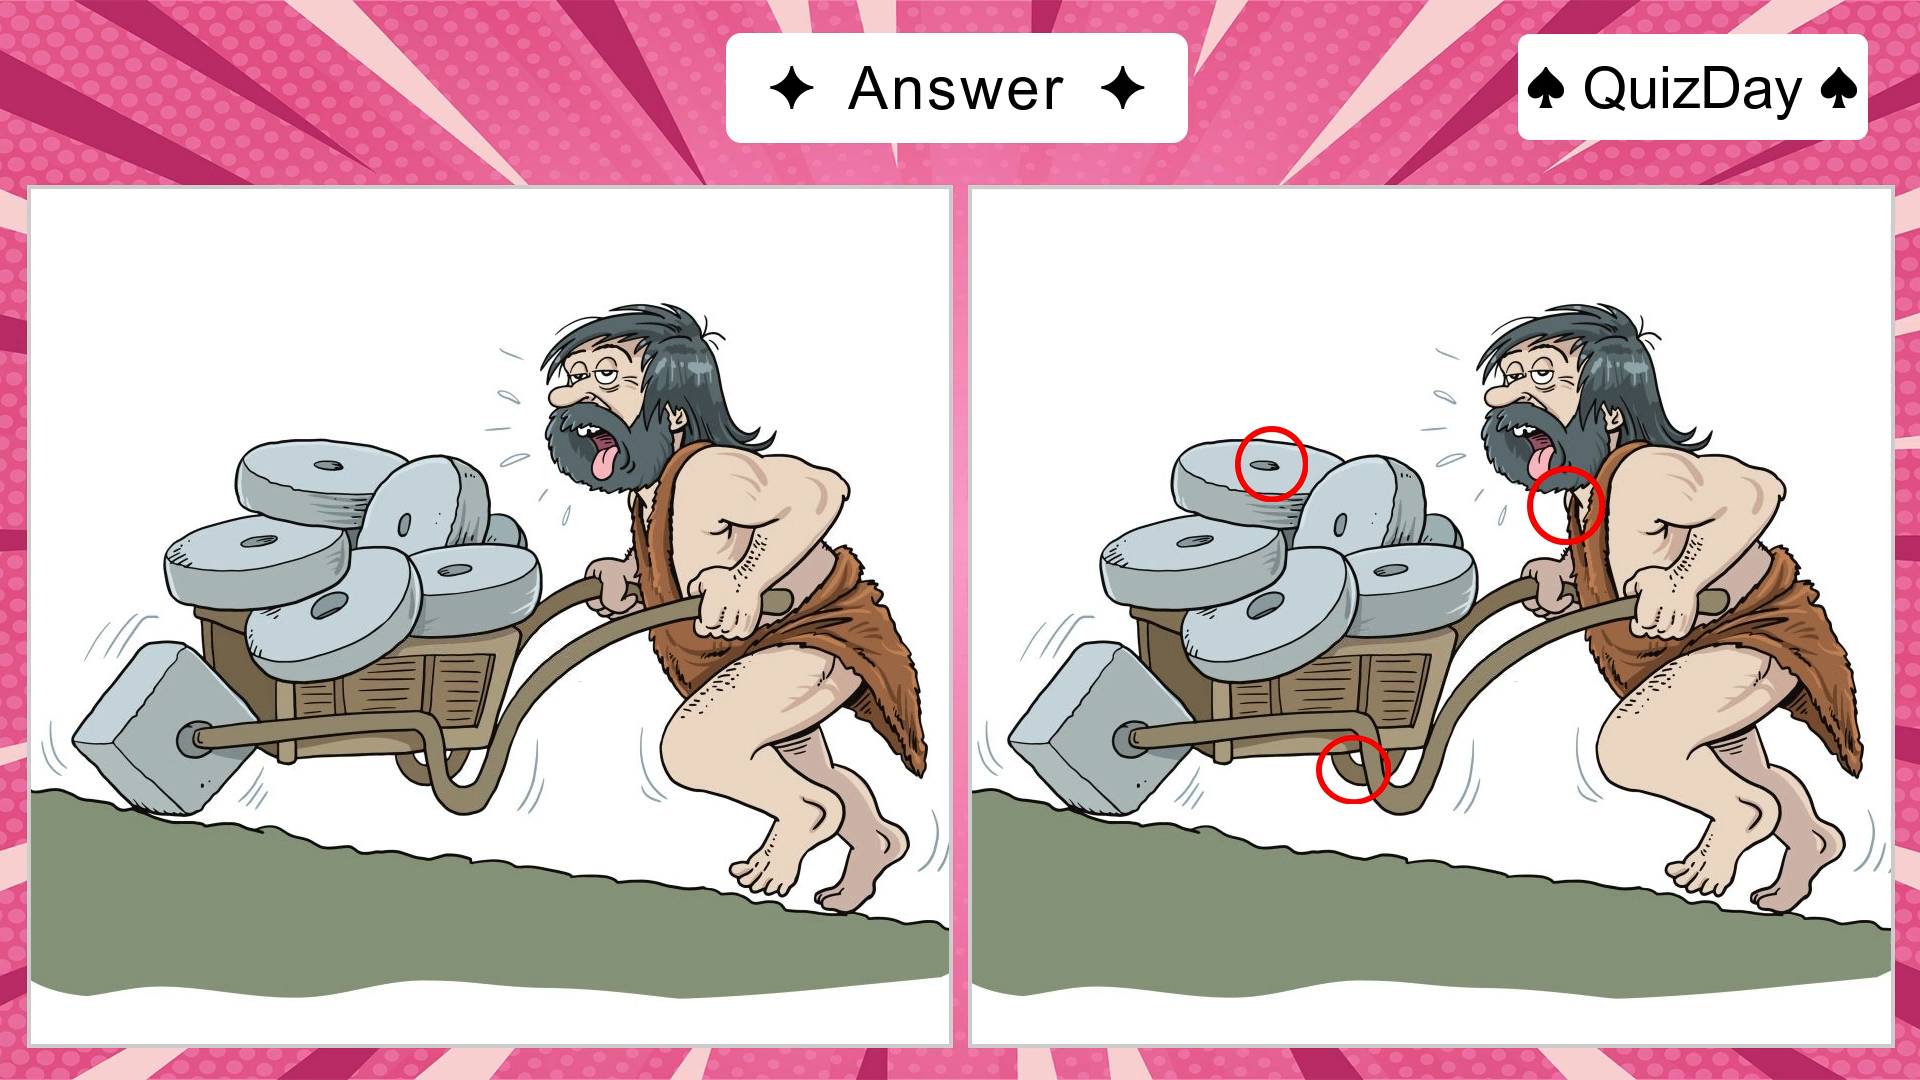 ✦ Answer ✦
♠ QuizDay ♠